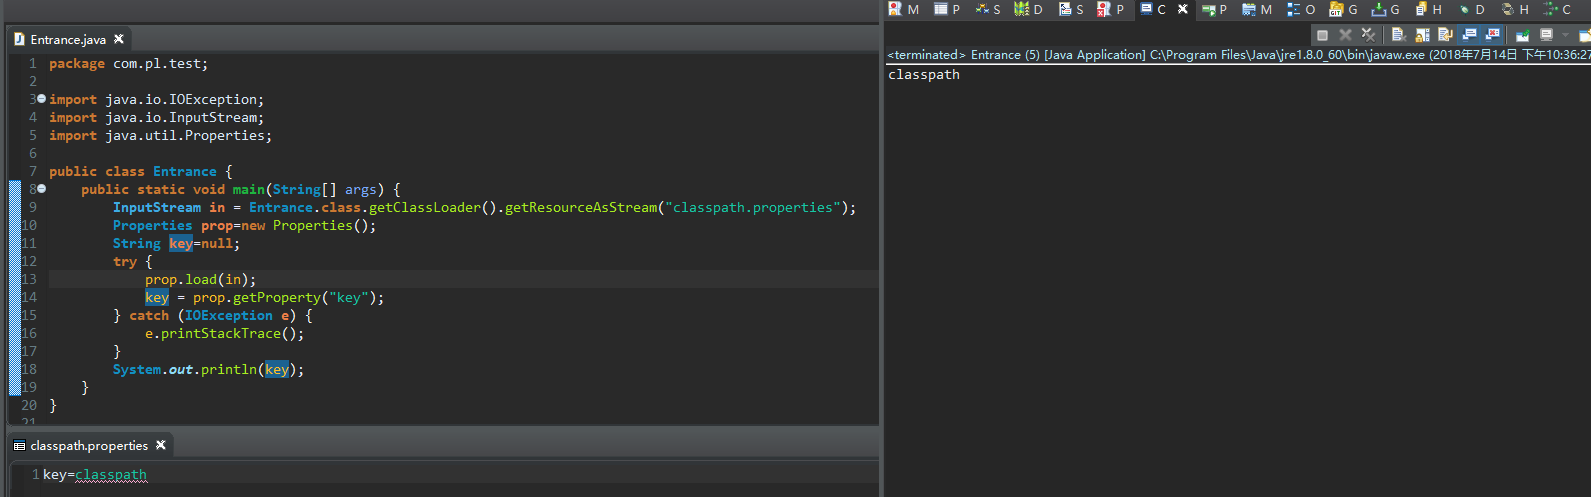 Entrance.java
1 package com.pl.test;
2
3 import java.io.IOException;
4 import java.io.InputStream;
5 import java.util.Properties;
6
7 public class Entrance {
8 public static void main(String[] args) {
9 InputStream in = Entrance.class.getClassLoader().getResourceAsStream("classpath.properties");
10 Properties prop=new Properties();
11 String key=null;
12 try {
13 prop.load(in);
14 key = prop.getProperty("key");
15 } catch (IOException e) {
16 e.printStackTrace();
17 }
18 System.out.println(key);
19 }
20 }
21
classpath.properties
1 key=classpath
M P S D S P C P M O G G H D H C
<terminated> Entrance (5) [Java Application] C:\Program Files\Java\jre1.8.0_60\bin\javaw.exe (2018年7月14日 下午10:36:27
classpath